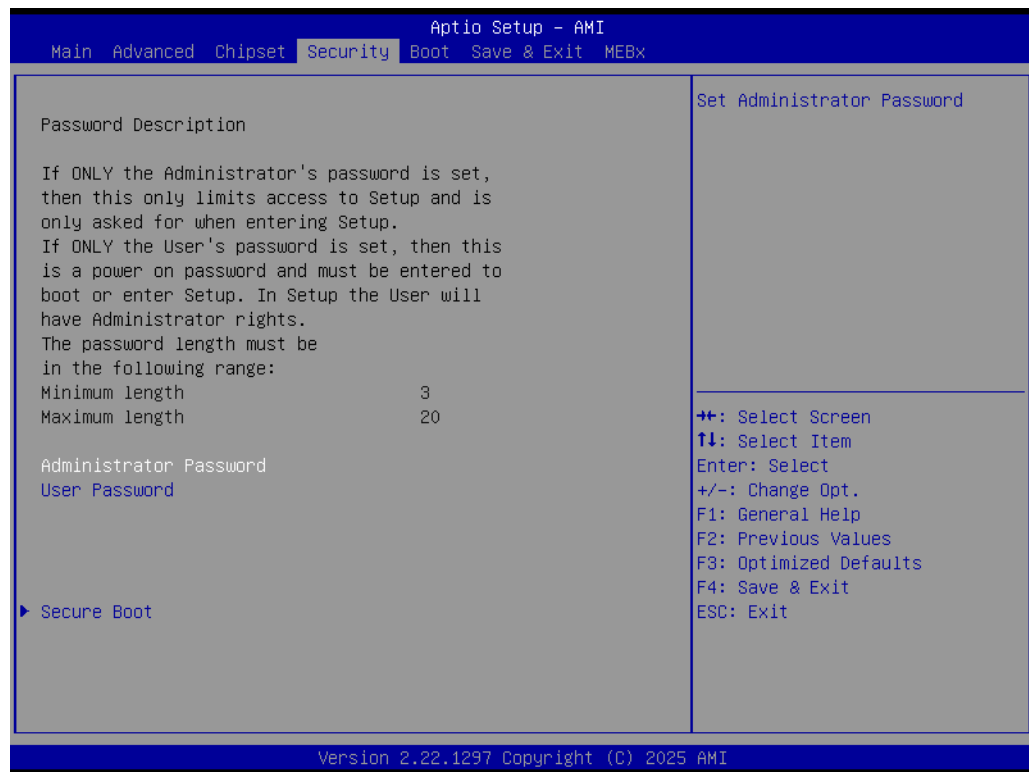 Aptio Setup – AMI
Main Advanced Chipset Security Boot Save & Exit MEBx
Password Description
If ONLY the Administrator's password is set,
then this only limits access to Setup and is
only asked for when entering Setup.
If ONLY the User's password is set, then this
is a power on password and must be entered to
boot or enter Setup. In Setup the User will
have Administrator rights.
The password length must be
in the following range:
Minimum length 3
Maximum length 20
Administrator Password
User Password
▶ Secure Boot
Set Administrator Password
→←: Select Screen
↑↓: Select Item
Enter: Select
+/-: Change Opt.
F1: General Help
F2: Previous Values
F3: Optimized Defaults
F4: Save & Exit
ESC: Exit
Version 2.22.1297 Copyright (C) 2025 AMI